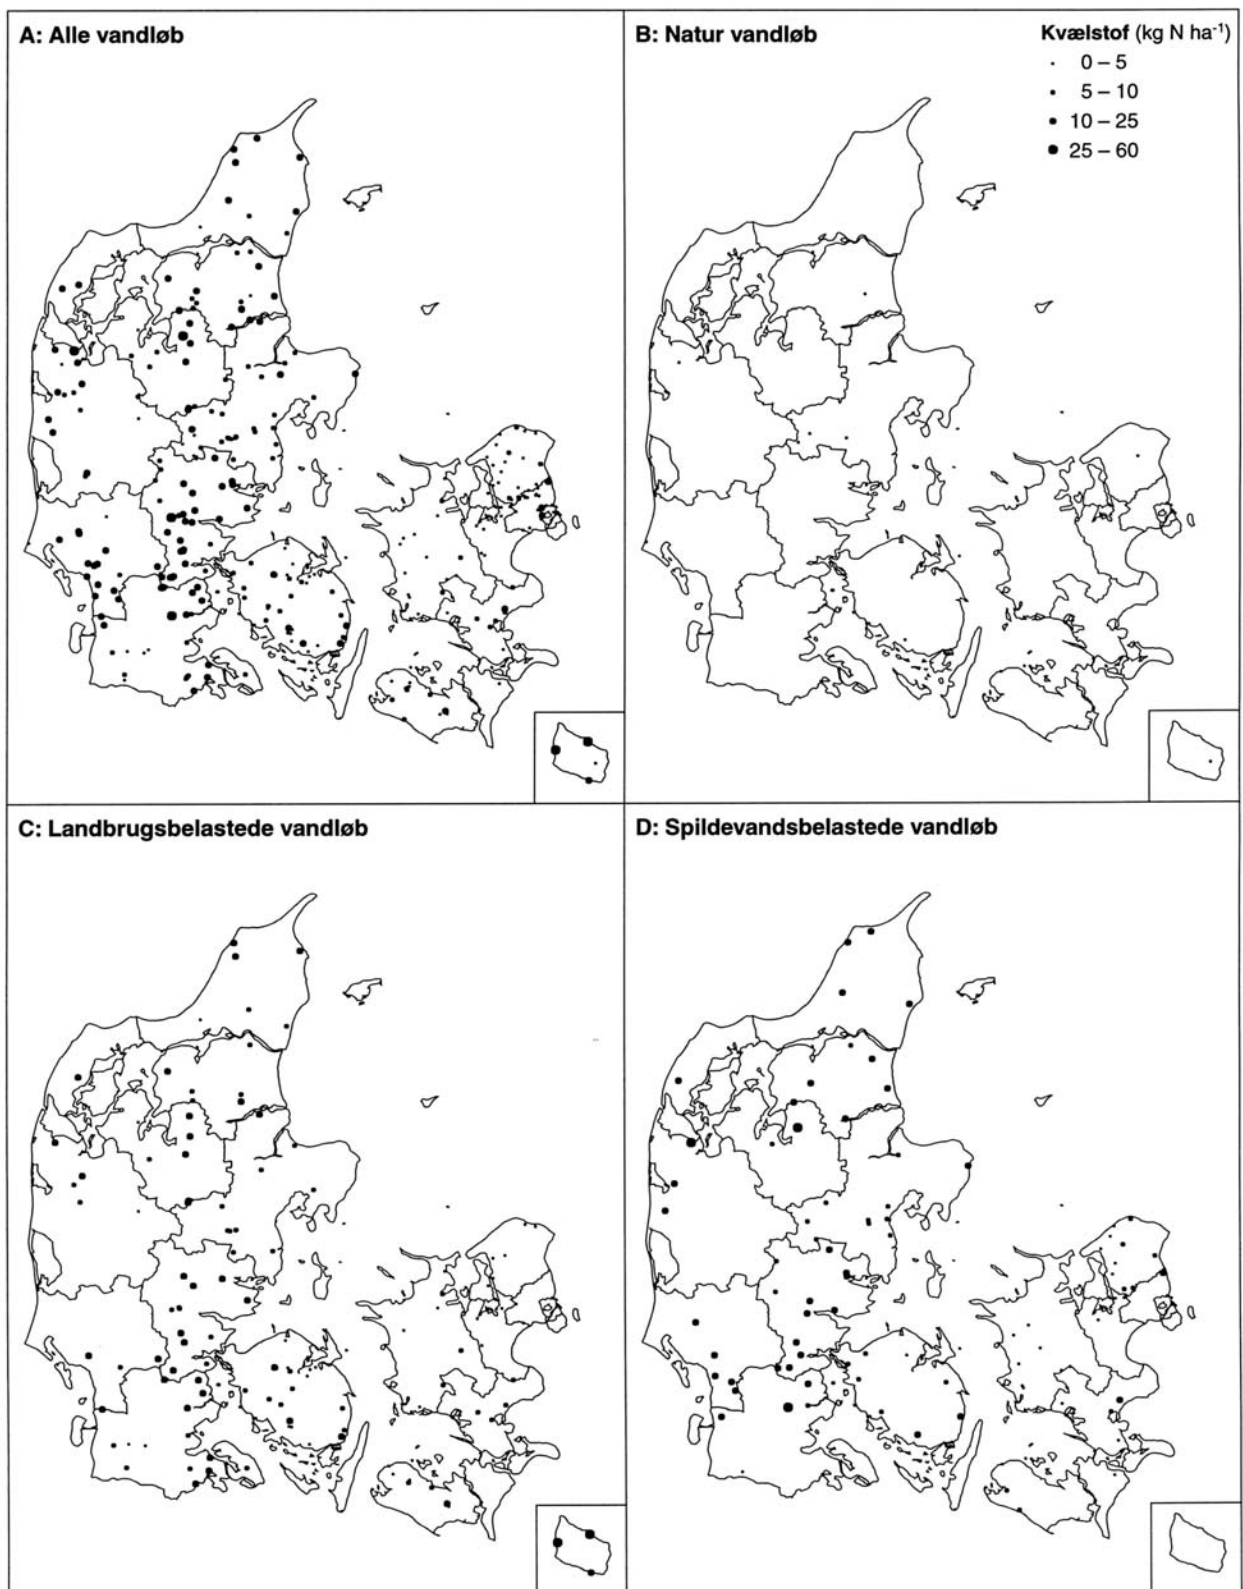 A: Alle vandløb
B: Natur vandløb
Kvælstof (kg N ha⁻¹)
0 – 5
5 – 10
10 – 25
25 – 60
C: Landbrugsbelastede vandløb
D: Spildevandsbelastede vandløb